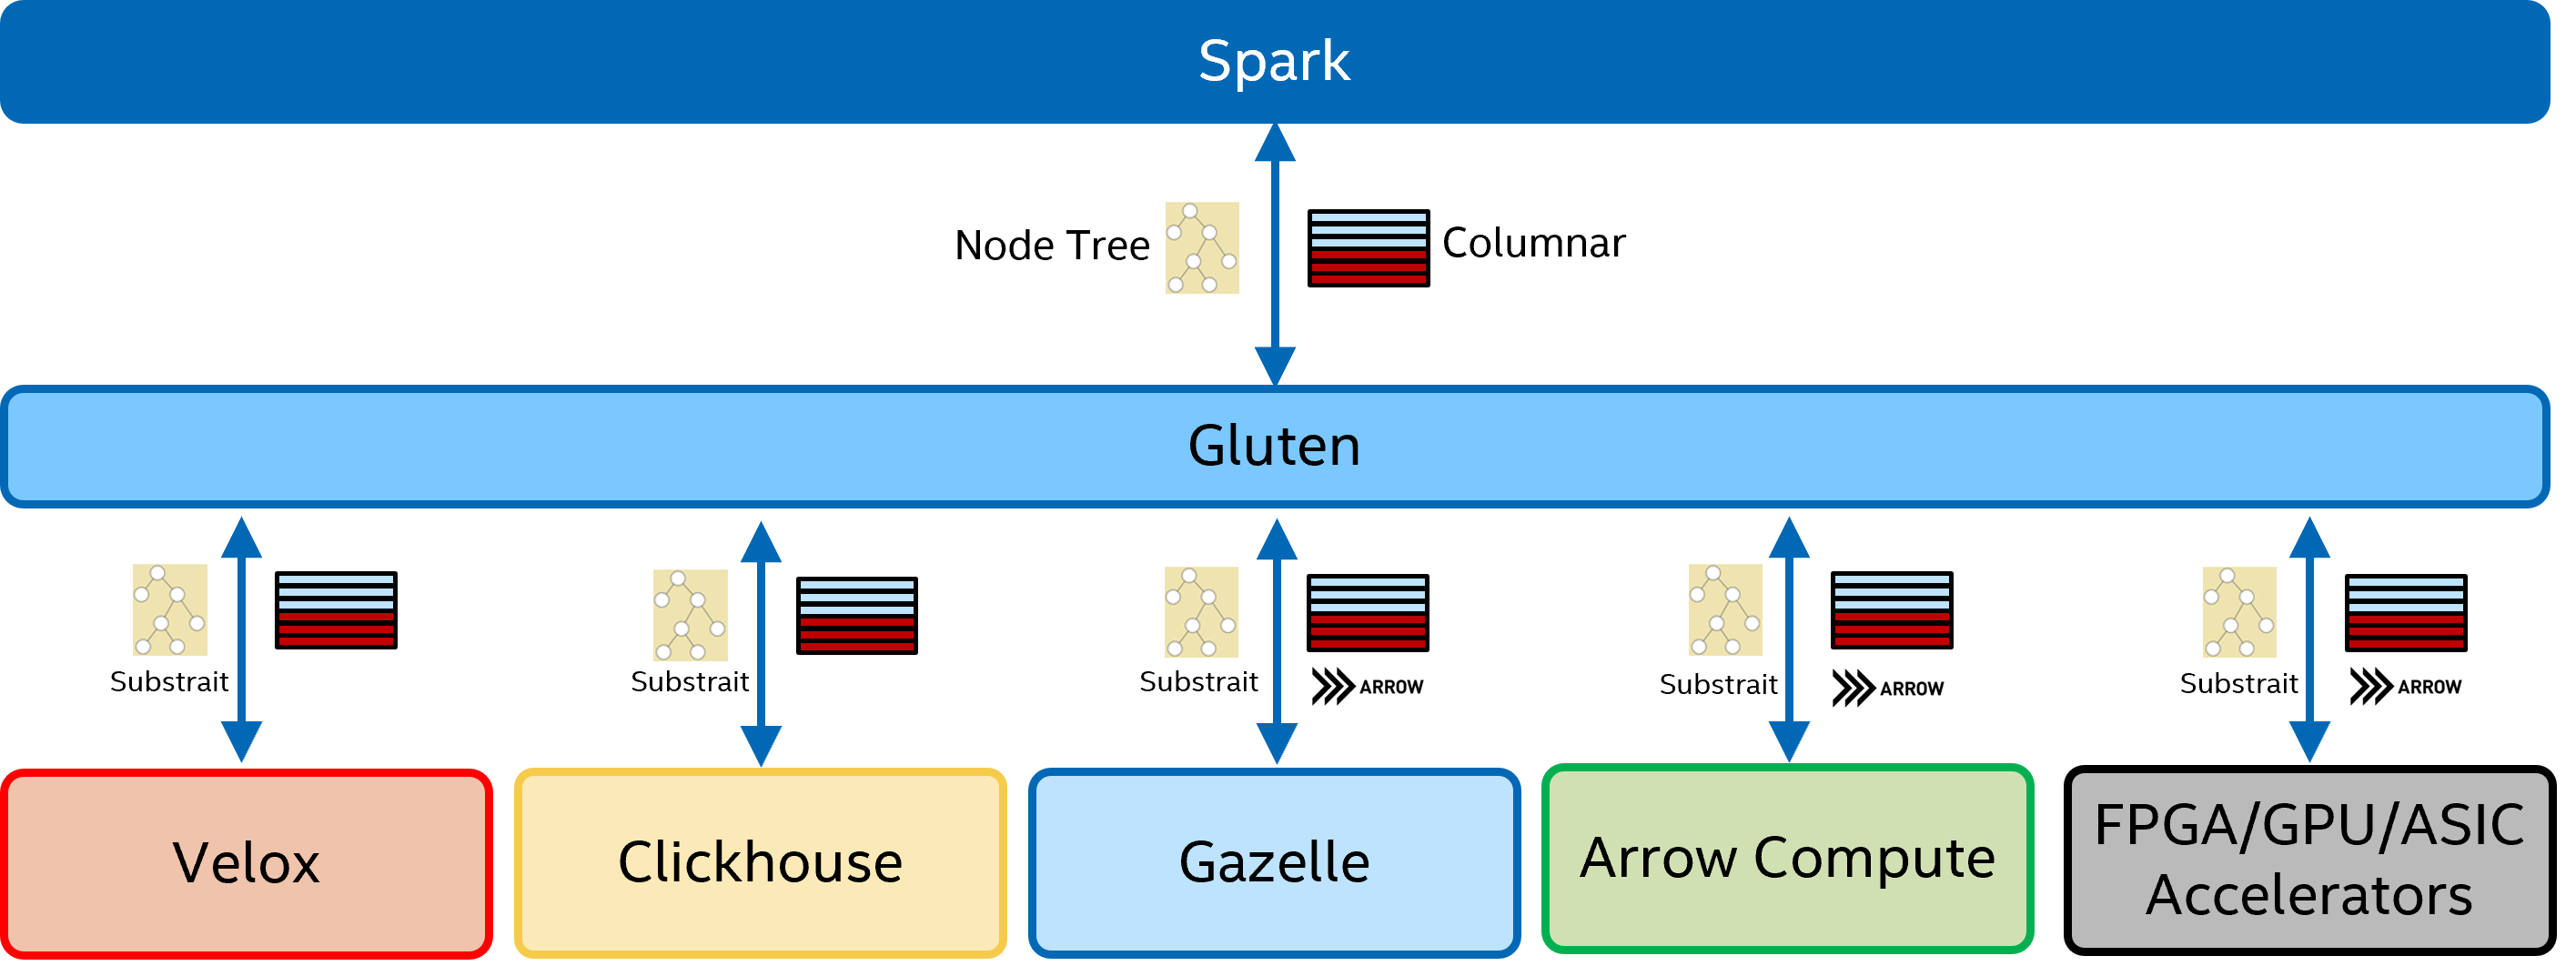 Spark
Node Tree
Columnar
Gluten
Substrait
Substrait
Substrait
ARROW
Substrait
ARROW
Substrait
ARROW
Velox
Clickhouse
Gazelle
Arrow Compute
FPGA/GPU/ASIC
Accelerators